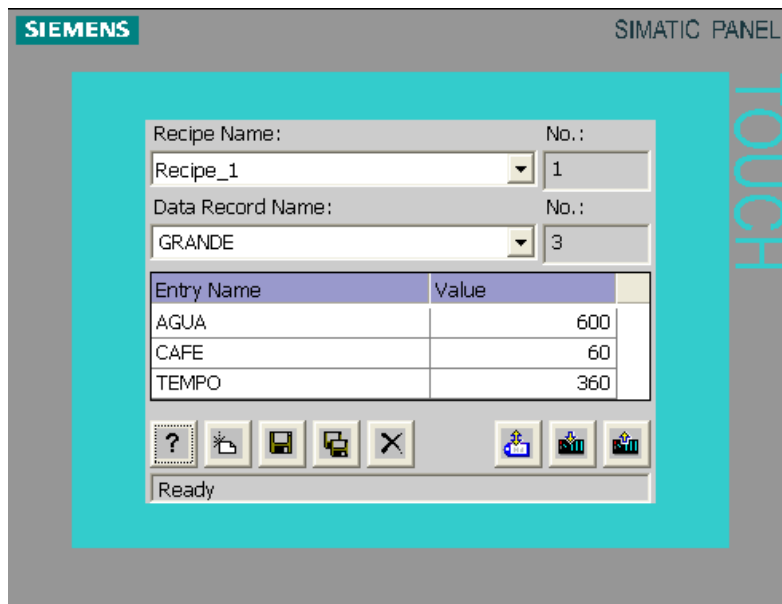 SIEMENS
SIMATIC PANEL
TOUCH
Recipe Name:
No.:
Recipe_1
1
Data Record Name:
No.:
GRANDE
3
Entry Name
Value
AGUA
600
CAFE
60
TEMPO
360
?
Ready